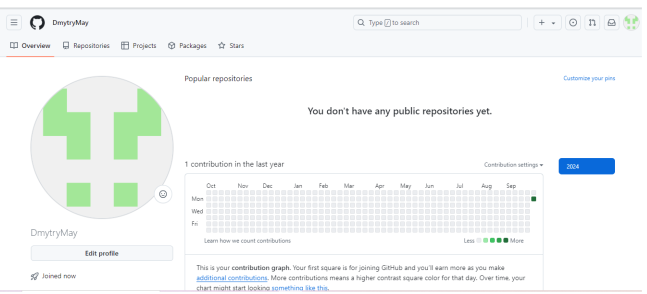 DmytryMay
Type / to search
Overview Repositories Projects Packages Stars
Popular repositories
Customize your pins
You don't have any public repositories yet.
1 contribution in the last year
Contribution settings
2024
Oct Nov Dec Jan Feb Mar Apr May Jun Jul Aug Sep
Mon
Wed
Fri
Learn how we count contributions
Less More
DmytryMay
Edit profile
Joined now
This is your contribution graph. Your first square is for joining GitHub and you'll earn more as you make
additional contributions. More contributions means a higher contrast square color for that day. Over time, your
chart might start looking something like this.